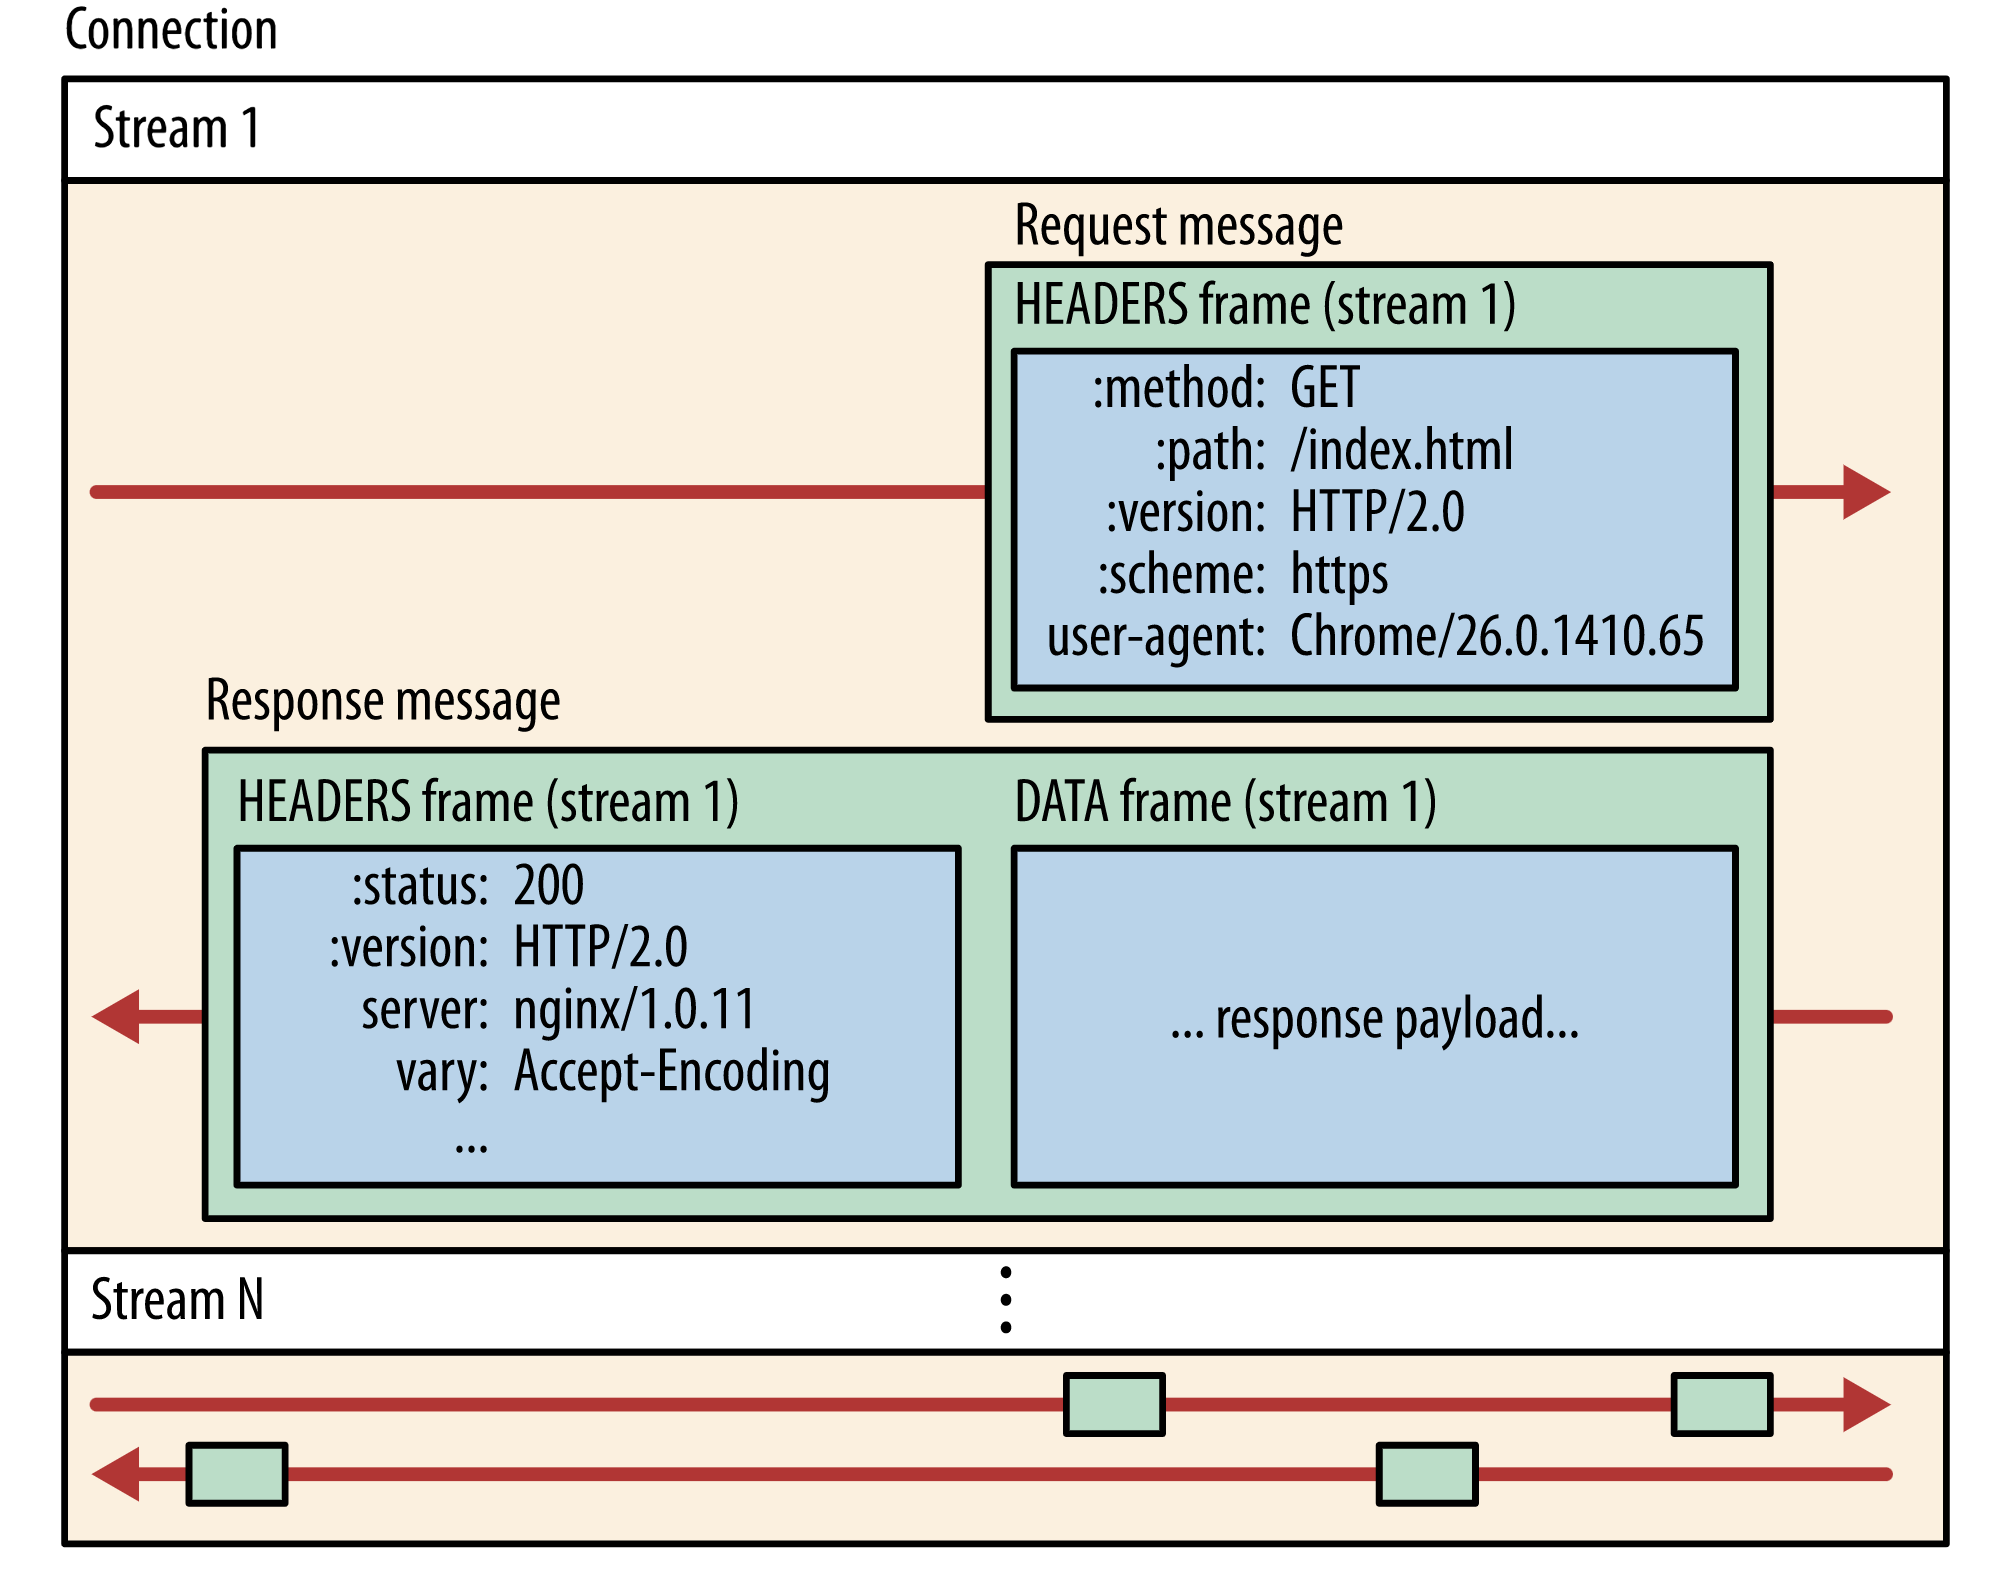 Connection
Stream 1
Request message
HEADERS frame (stream 1)
:method: GET
:path: /index.html
:version: HTTP/2.0
:scheme: https
user-agent: Chrome/26.0.1410.65
Response message
HEADERS frame (stream 1)
:status: 200
:version: HTTP/2.0
server: nginx/1.0.11
vary: Accept-Encoding
...
DATA frame (stream 1)
... response payload...
Stream N